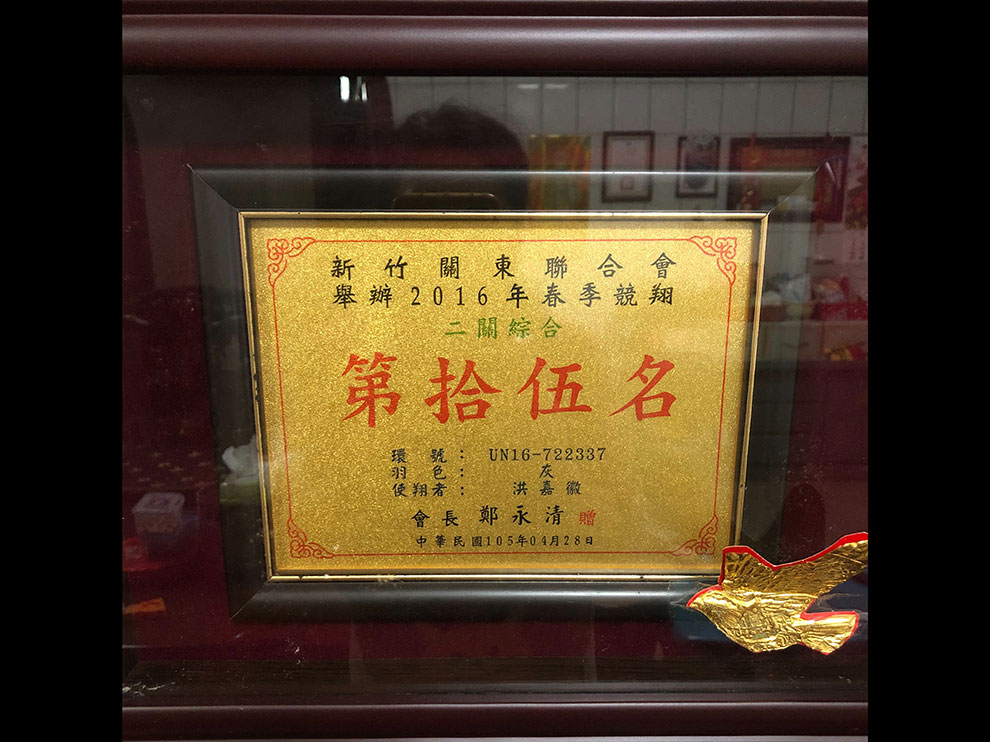 新竹關東聯合會
舉辦2016年春季競翔
二關綜合
第拾伍名
環號：UN16-722337
羽色：灰
使翔者：洪嘉徽
會長 鄭永清 贈
中華民國105年04月28日